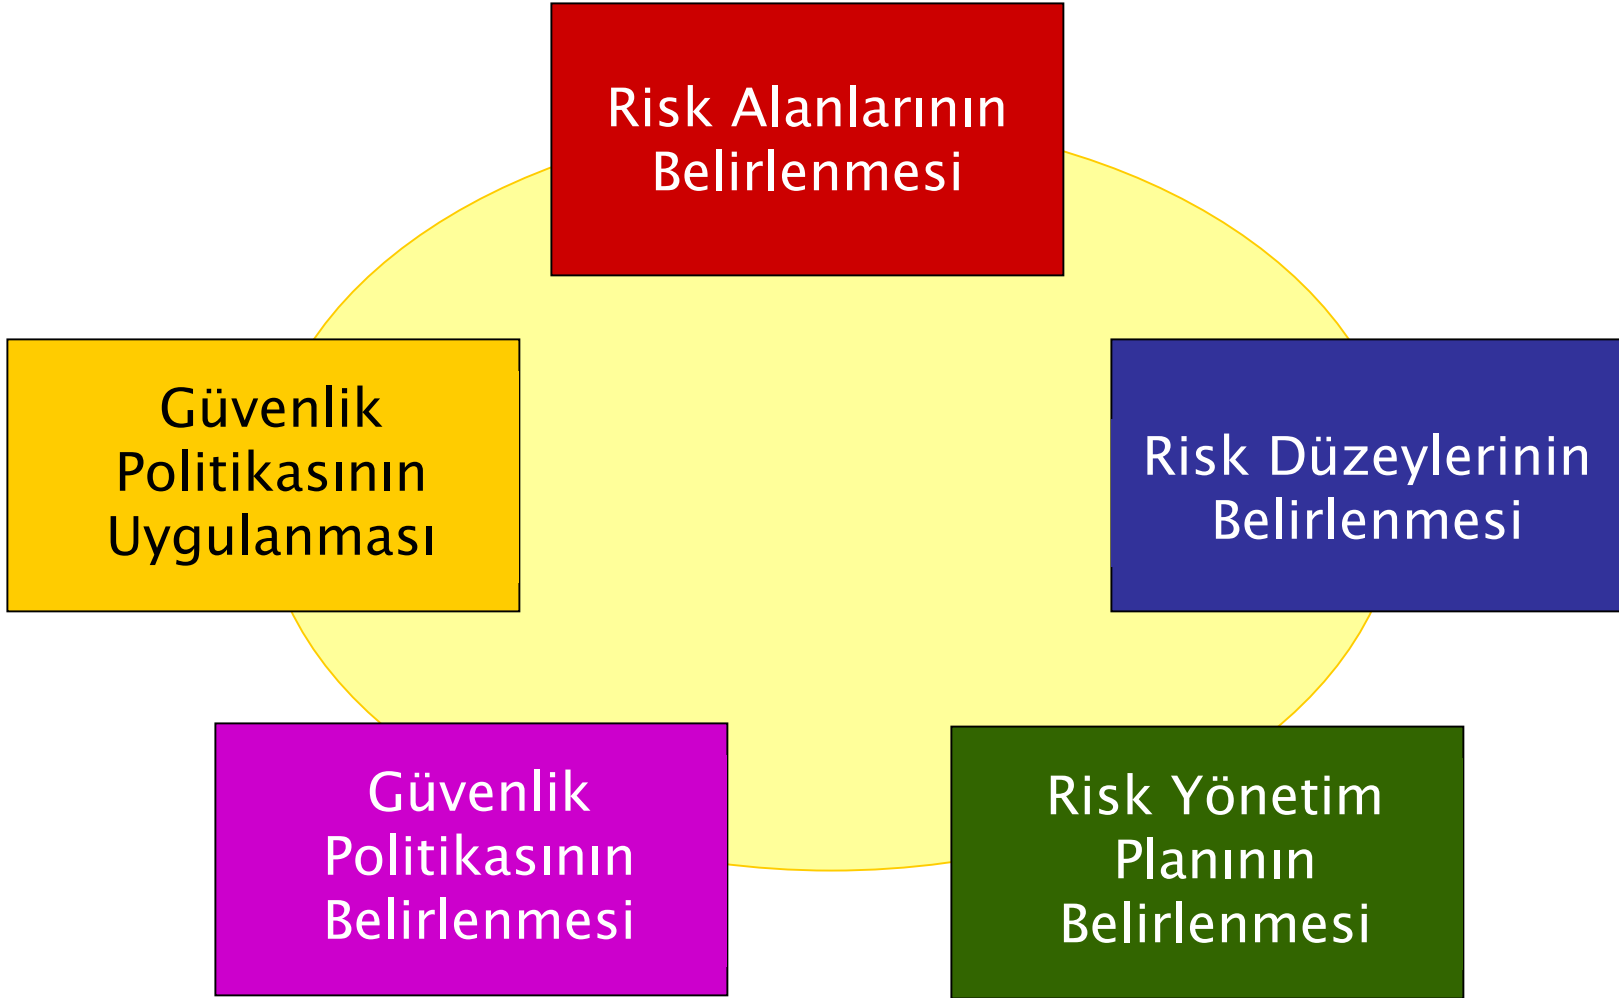 Risk Alanlarının
Belirlenmesi
Güvenlik
Politikasının
Uygulanması
Risk Düzeylerinin
Belirlenmesi
Güvenlik
Politikasının
Belirlenmesi
Risk Yönetim
Planının
Belirlenmesi